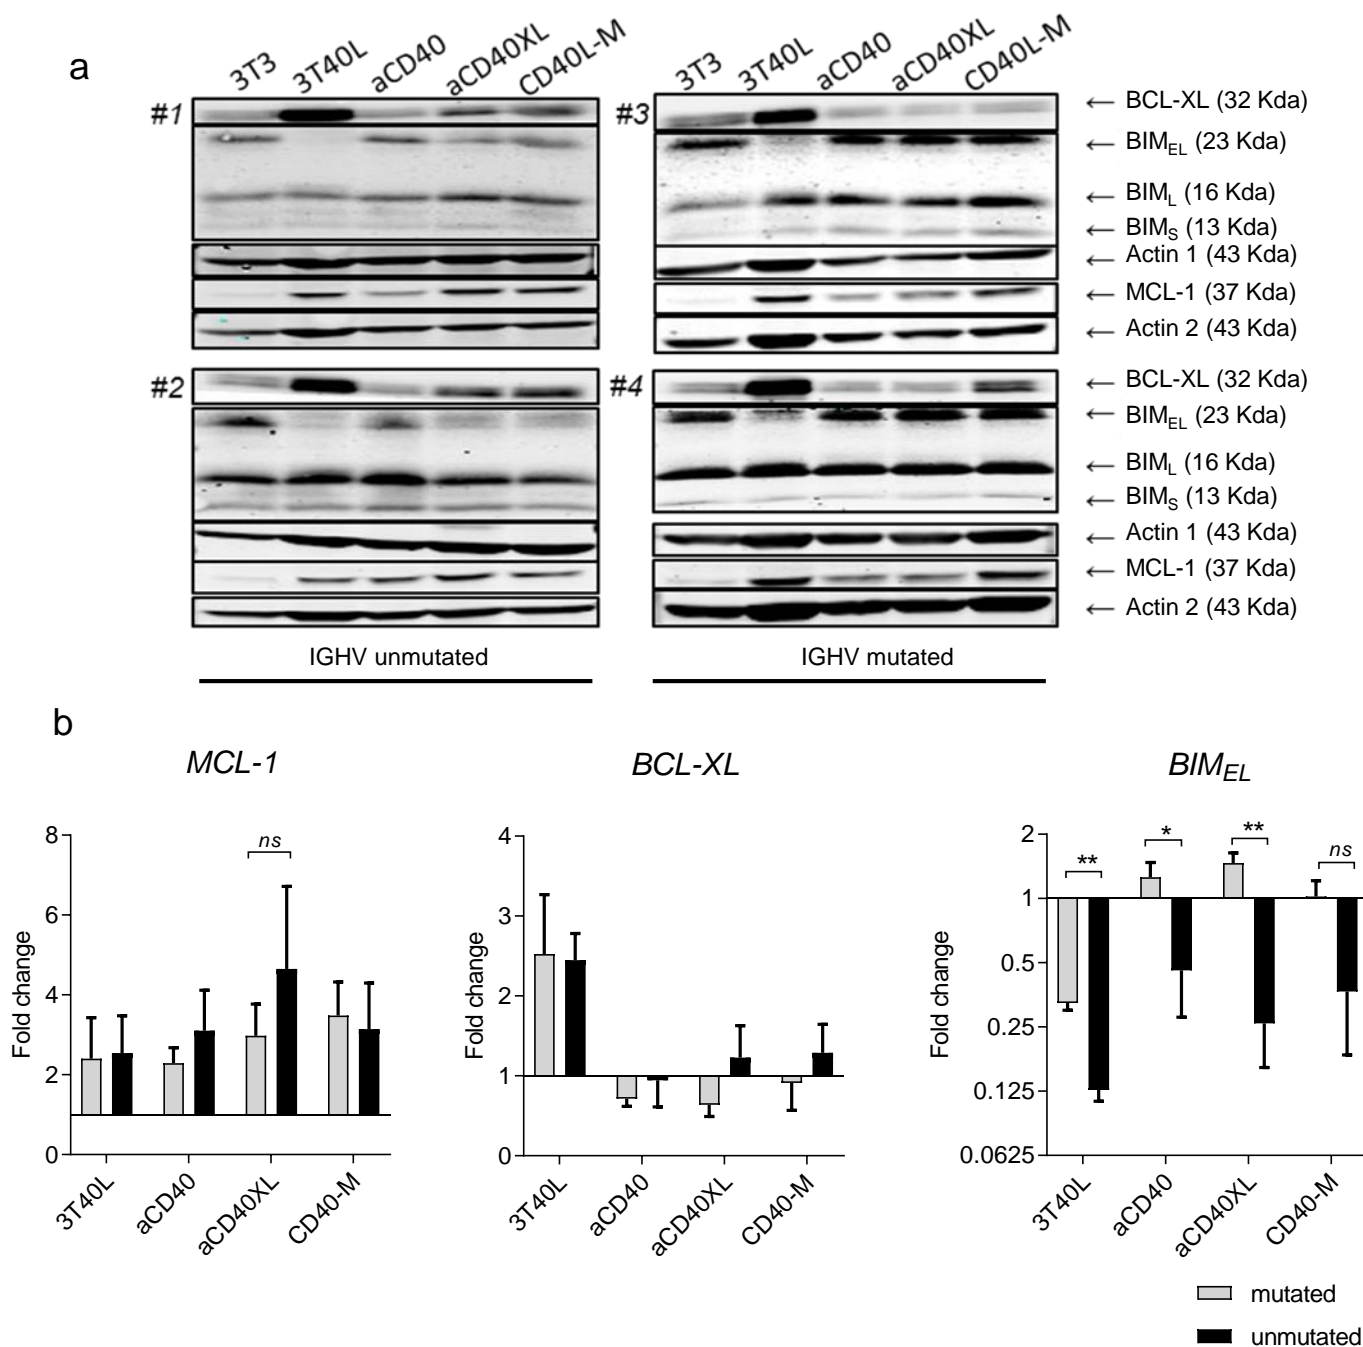 a
3T3 3T40L aCD40 aCD40XL CD40L-M
3T3 3T40L aCD40 aCD40XL CD40L-M
#1
#3
← BCL-XL (32 Kda)
← BIMEL (23 Kda)
← BIML (16 Kda)
← BIMS (13 Kda)
← Actin 1 (43 Kda)
← MCL-1 (37 Kda)
← Actin 2 (43 Kda)
#2
#4
← BCL-XL (32 Kda)
← BIMEL (23 Kda)
← BIML (16 Kda)
← BIMS (13 Kda)
← Actin 1 (43 Kda)
← MCL-1 (37 Kda)
← Actin 2 (43 Kda)
IGHV unmutated
IGHV mutated
b
MCL-1
Fold change
8
6
4
2
0
ns
3T40L aCD40 aCD40XL CD40-M
BCL-XL
Fold change
4
3
2
1
0
3T40L aCD40 aCD40XL CD40-M
BIMEL
Fold change
2
1
0.5
0.25
0.125
0.0625
** * ** ns
3T40L aCD40 aCD40XL CD40-M
mutated
unmutated